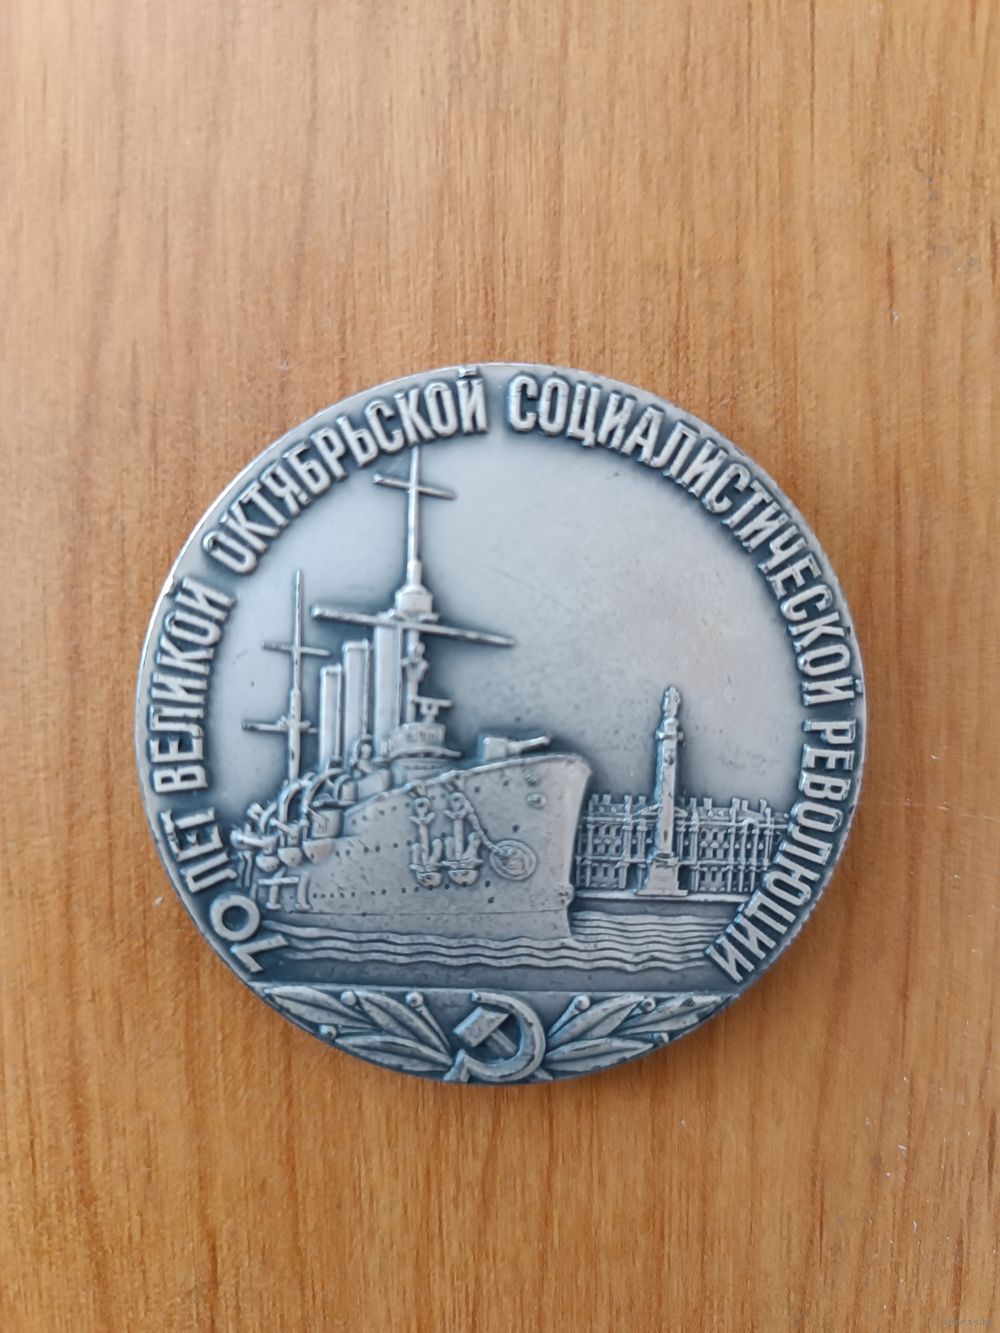 70 ЛЕТ ВЕЛИКОЙ ОКТЯБРЬСКОЙ СОЦИАЛИСТИЧЕСКОЙ РЕВОЛЮЦИИ